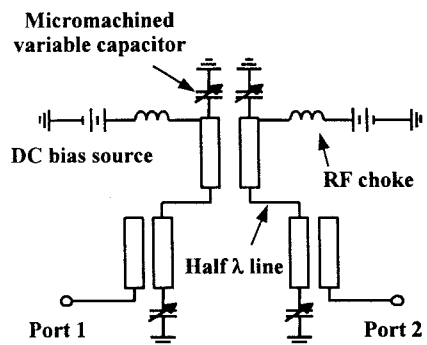 Micromachined
variable capacitor
DC bias source
RF choke
Half λ line
Port 1
Port 2